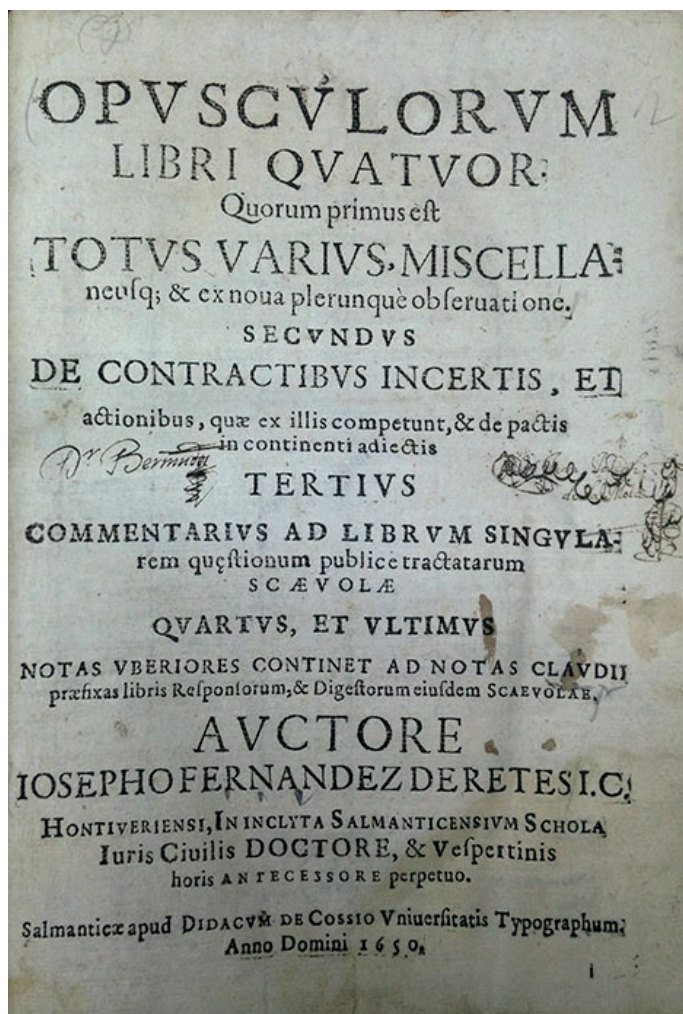 OPVSCVLORVM
LIBRI QVATVOR:
Quorum primus eſt
TOTVS VARIVS, MISCELLA-
neuſq; & ex noua plerunquè obſeruatione.
SECVNDVS
DE CONTRACTIBVS INCERTIS, ET
actionibus, quæ ex illis competunt, & de pactis
in continenti adiectis
Dr Bermudez
TERTIVS
COMMENTARIVS AD LIBRVM SINGVLA-
rem quęſtionum publicè tractatarum
SCÆVOLÆ
QVARTVS, ET VLTIMVS
NOTAS VBERIORES CONTINET AD NOTAS CLAVDII
præfixas libris Reſponſorum, & Digeſtorum eiuſdem SCAEVOLAE.
AVCTORE
IOSEPHO FERNANDEZ DE RETES I.C.
HONTIVERIENSI, IN INCLYTA SALMANTICENSIVM SCHOLA
Iuris Ciuilis DOCTORE, & Veſpertinis
horis ANTECESSORE perpetuo.
Salmanticæ apud DIDACVM DE COSSIO Vniuerſitatis Typographum.
Anno Domini 1650.